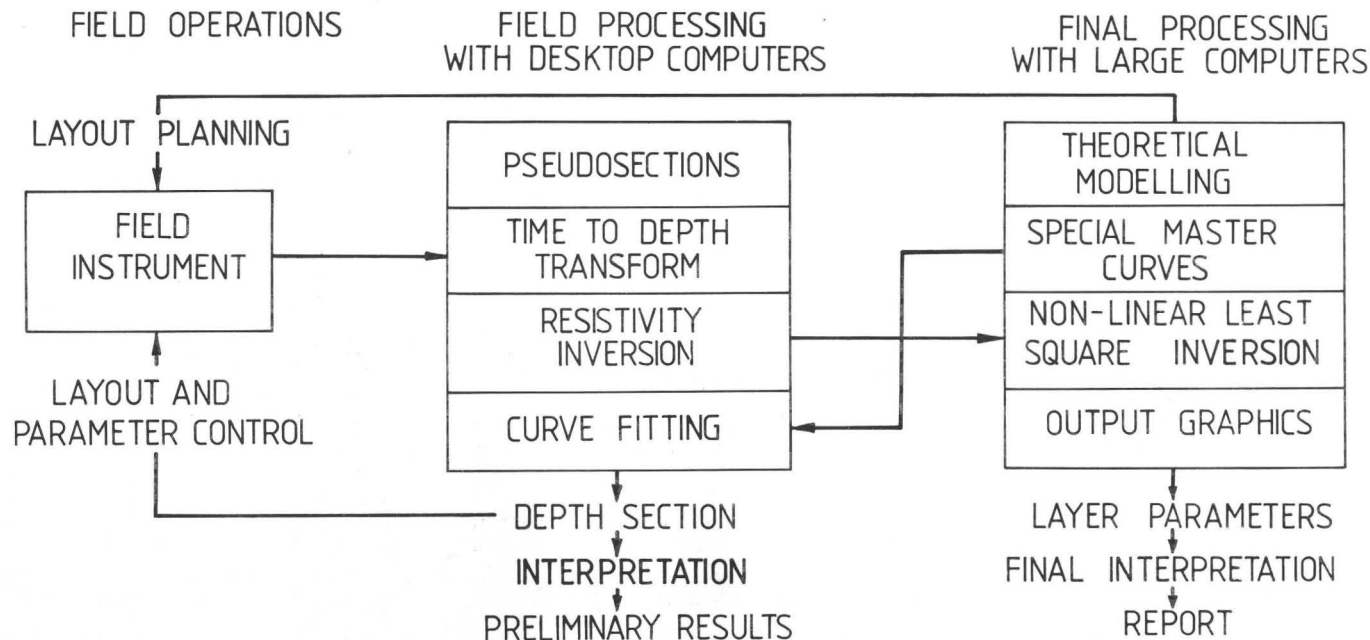 FIELD OPERATIONS
FIELD PROCESSING
WITH DESKTOP COMPUTERS
FINAL PROCESSING
WITH LARGE COMPUTERS
LAYOUT PLANNING
FIELD
INSTRUMENT
LAYOUT AND
PARAMETER CONTROL
PSEUDOSECTIONS
TIME TO DEPTH
TRANSFORM
RESISTIVITY
INVERSION
CURVE FITTING
DEPTH SECTION
INTERPRETATION
PRELIMINARY RESULTS
THEORETICAL
MODELLING
SPECIAL MASTER
CURVES
NON-LINEAR LEAST
SQUARE INVERSION
OUTPUT GRAPHICS
LAYER PARAMETERS
FINAL INTERPRETATION
REPORT